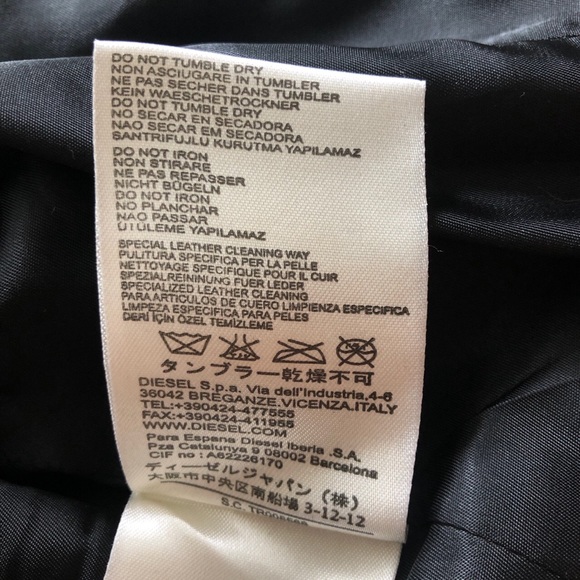 DO NOT TUMBLE DRY
NON ASCIUGARE IN TUMBLER
NE PAS SECHER DANS TUMBLER
KEIN WAESCHETROCKNER
DO NOT TUMBLE DRY
NO SECAR EN SECADORA
NAO SECAR EM SECADORA
SANTRIFUJLU KURUTMA YAPILAMAZ
DO NOT IRON
NON STIRARE
NE PAS REPASSER
NICHT BÜGELN
DO NOT IRON
NO PLANCHAR
NAO PASSAR
ÜTÜLEME YAPILAMAZ
SPECIAL LEATHER CLEANING WAY
PULITURA SPECIFICA PER LA PELLE
NETTOYAGE SPECIFIQUE POUR IL CUIR
SPEZIALREININUNG FUER LEDER
SPECIALIZED LEATHER CLEANING
PARA ARTICULOS DE CUERO LIMPIENZA ESPECIFICA
LIMPEZA ESPECIFICA PARA PELES
DERİ İÇİN ÖZEL TEMİZLEME
タンブラー乾燥不可
DIESEL S.p.a. Via dell'Industria,4-6
36042 BREGANZE.VICENZA.ITALY
TEL:+390424-477555
FAX:+390424-411955
WWW.DIESEL.COM
Para Espana Diesel Iberia .S.A.
Pza Catalunya 9 08002 Barcelona
CIF no : A62226170
ディーゼルジャパン (株)
大阪市中央区南船場 3-12-12
S.C.